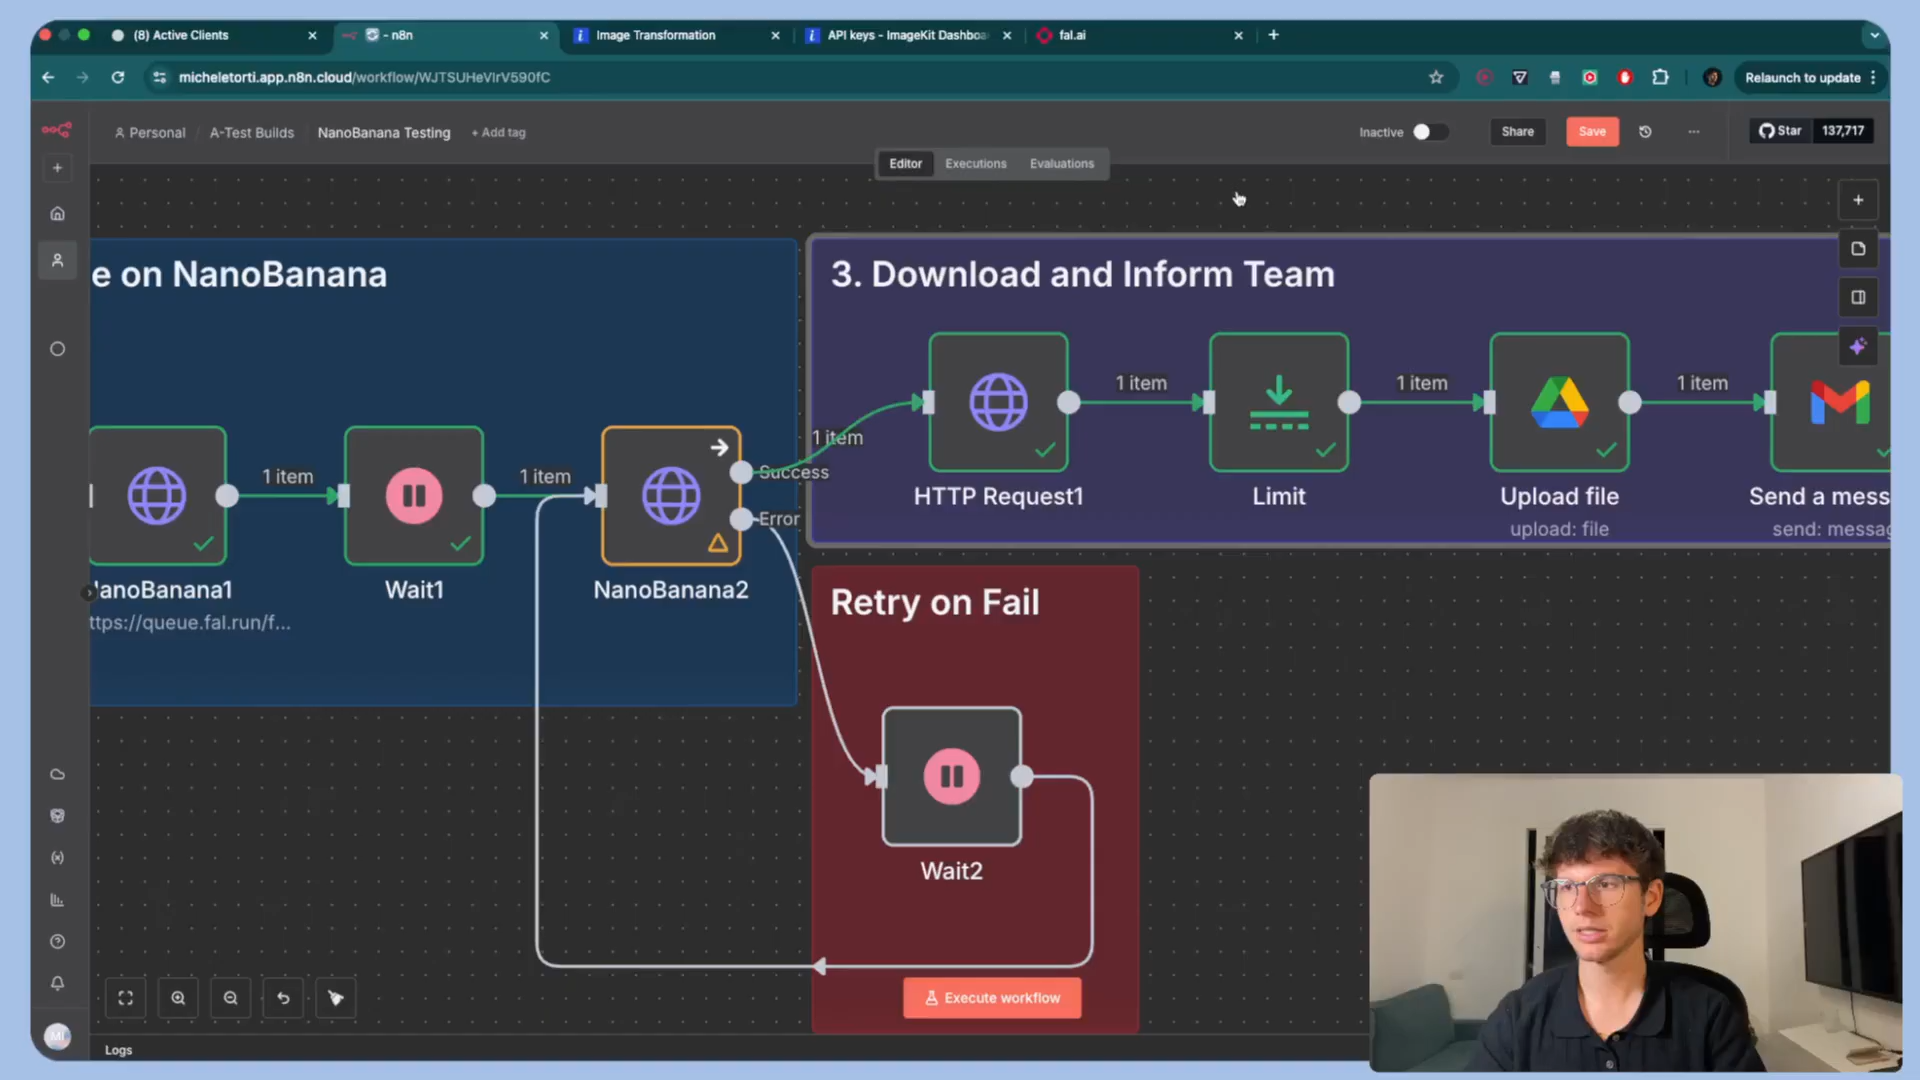 (8) Active Clients
- n8n
Image Transformation
API keys - ImageKit Dashboa
fal.ai
micheletorti.app.n8n.cloud/workflow/WJTSUHeVlrV590fC
Relaunch to update
Personal / A-Test Builds / NanoBanana Testing + Add tag
Inactive
Share
Save
Star 137,717
Editor Executions Evaluations
e on NanoBanana
3. Download and Inform Team
1 item
1 item
1 item
1 item
Success
1 item
1 item
Error
HTTP Request1
Limit
Upload file
Send a mess
upload: file
send: messag
anoBanana1
Wait1
NanoBanana2
ttps://queue.fal.run/f...
Retry on Fail
Wait2
Execute workflow
Logs